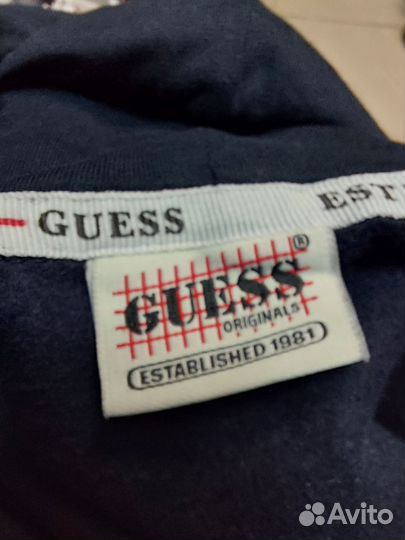 GUESS EST
GUESS®
ORIGINALS
ESTABLISHED 1981
Avito